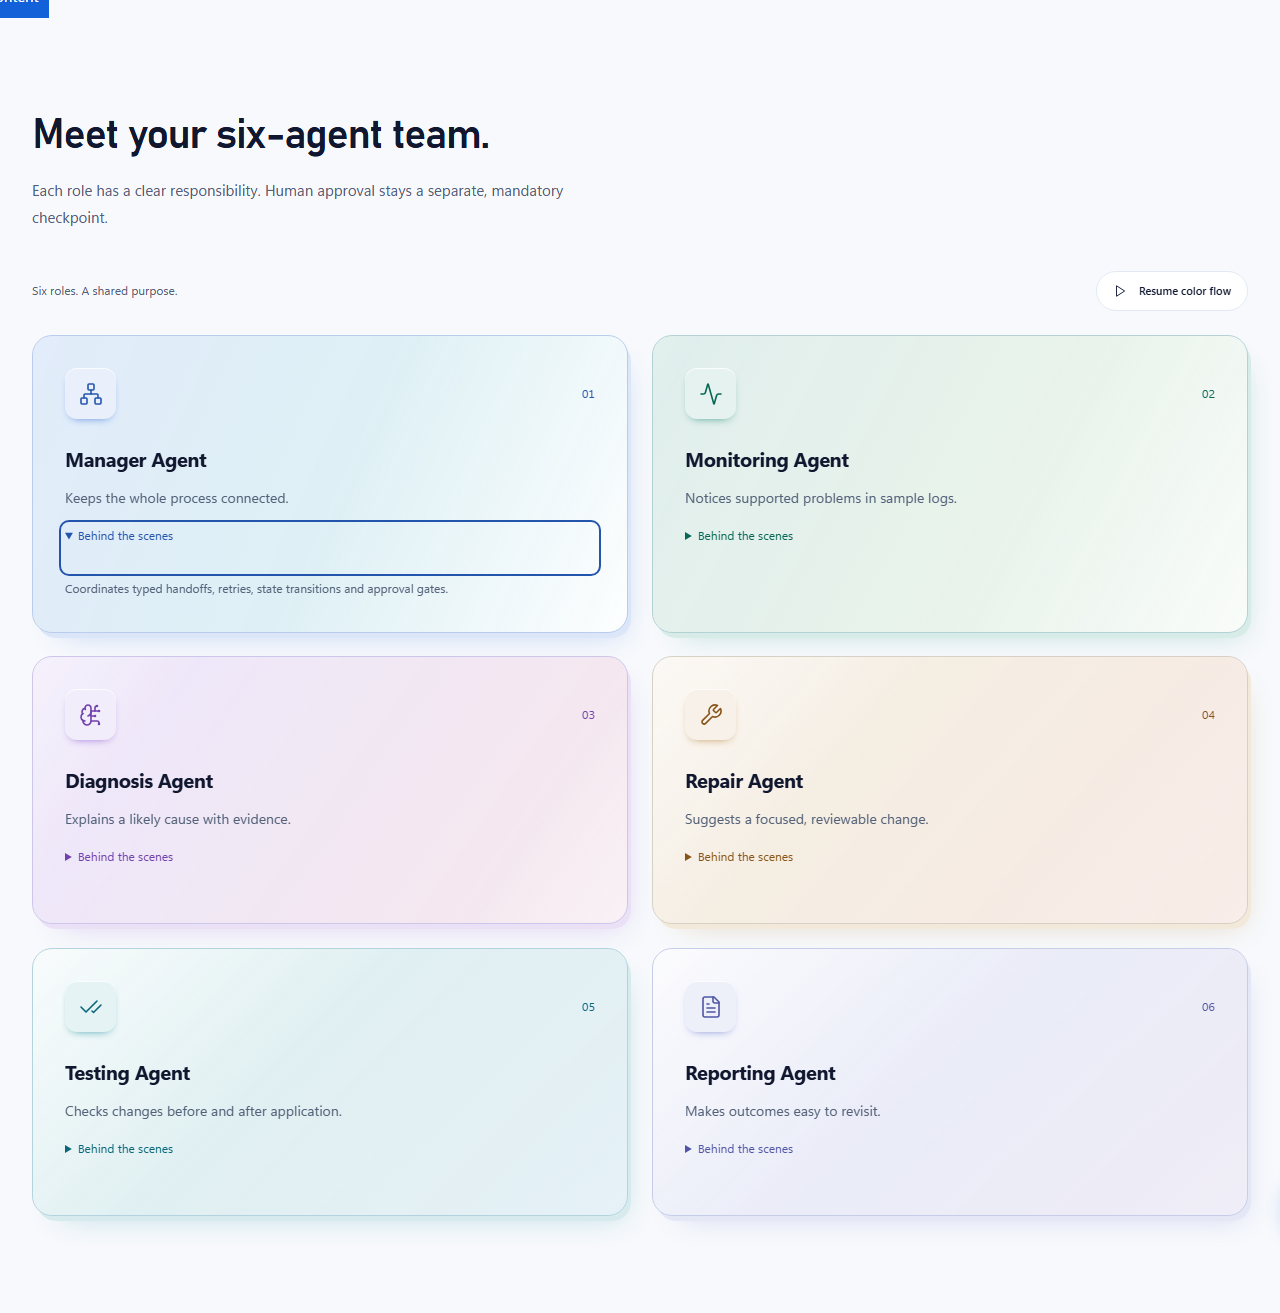 Meet your six-agent team.
Each role has a clear responsibility. Human approval stays a separate, mandatory
checkpoint.
Six roles. A shared purpose.
Resume color flow
01
Manager Agent
Keeps the whole process connected.
Behind the scenes
Coordinates typed handoffs, retries, state transitions and approval gates.
02
Monitoring Agent
Notices supported problems in sample logs.
Behind the scenes
03
Diagnosis Agent
Explains a likely cause with evidence.
Behind the scenes
04
Repair Agent
Suggests a focused, reviewable change.
Behind the scenes
05
Testing Agent
Checks changes before and after application.
Behind the scenes
06
Reporting Agent
Makes outcomes easy to revisit.
Behind the scenes